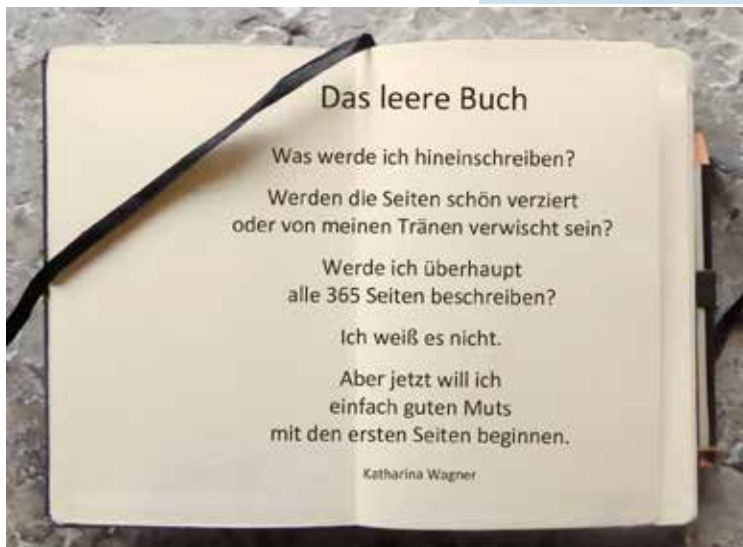 Das leere Buch
Was werde ich hineinschreiben?
Werden die Seiten schön verziert
oder von meinen Tränen verwischt sein?
Werde ich überhaupt
alle 365 Seiten beschreiben?
Ich weiß es nicht.
Aber jetzt will ich
einfach guten Muts
mit den ersten Seiten beginnen.
Katharina Wagner